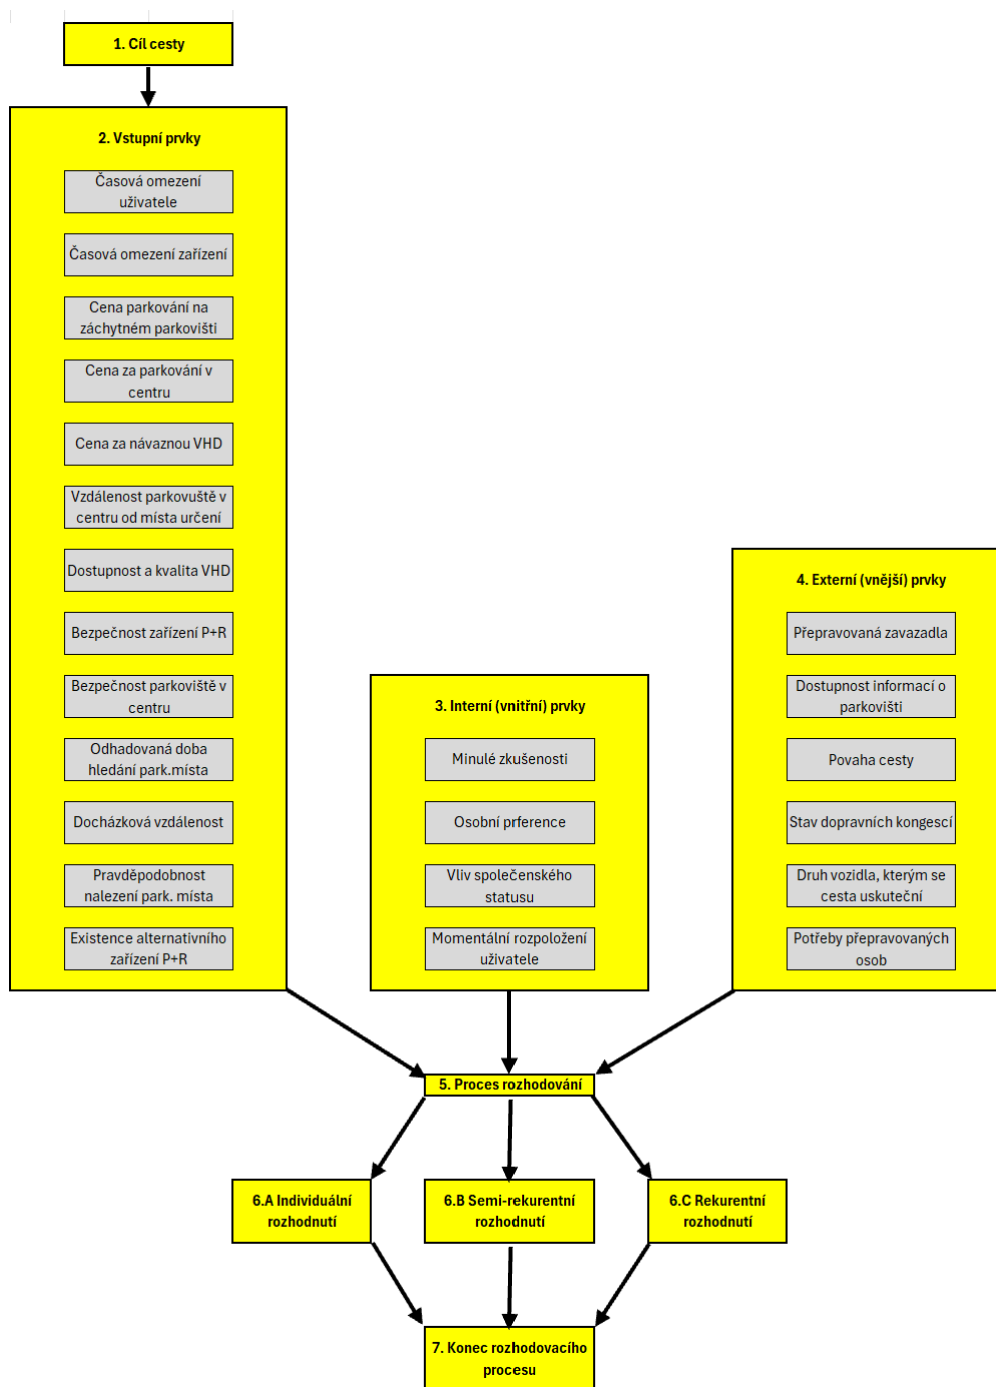 1. Cíl cesty
2. Vstupní prvky
Časová omezení
uživatele
Časová omezení zařízení
Cena parkování na
záchytném parkovišti
Cena za parkování v
centru
Cena za návaznou VHD
Vzdálenost parkovuště v
centru od místa určení
Dostupnost a kvalita VHD
Bezpečnost zařízení P+R
Bezpečnost parkoviště v
centru
Odhadovaná doba
hledání park.místa
Docházková vzdálenost
Pravděpodobnost
nalezení park. místa
Existence alternativního
zařízení P+R
3. Interní (vnitřní) prvky
Minulé zkušenosti
Osobní prference
Vliv společenského
statusu
Momentální rozpoložení
uživatele
4. Externí (vnější) prvky
Přepravovaná zavazadla
Dostupnost informací o
parkovišti
Povaha cesty
Stav dopravních kongescí
Druh vozidla, kterým se
cesta uskuteční
Potřeby přepravovaných
osob
5. Proces rozhodování
6.A Individuální
rozhodnutí
6.B Semi-rekurentní
rozhodnutí
6.C Rekurentní
rozhodnutí
7. Konec rozhodovacího
procesu